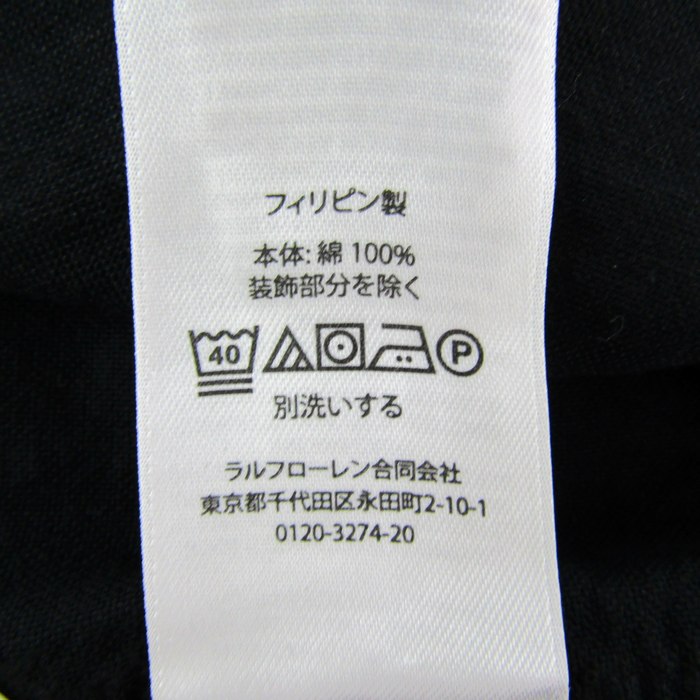 フィリピン製
本体: 綿 100%
装飾部分を除く
40 P
別洗いする
ラルフローレン合同会社
東京都千代田区永田町2-10-1
0120-3274-20